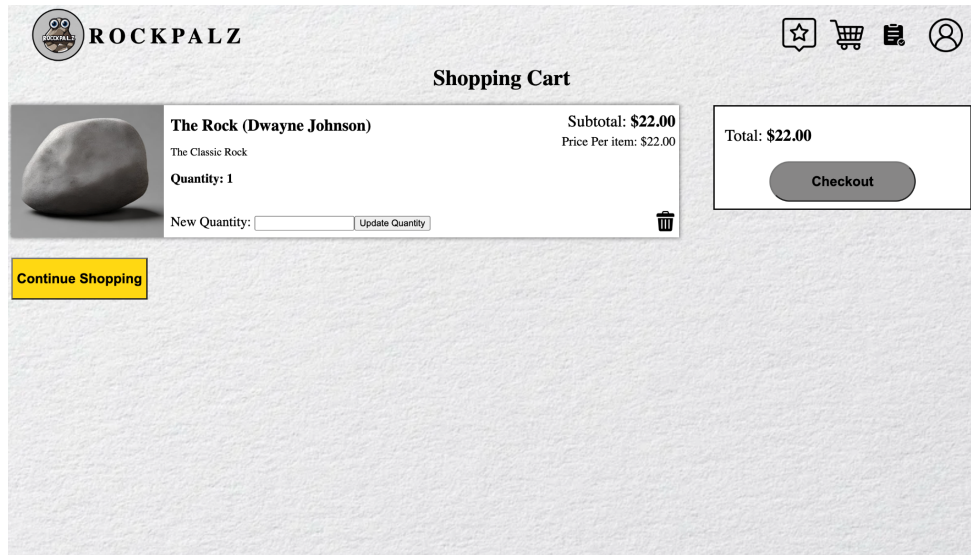 ROCKPALZ
ROCKPALZ
Shopping Cart
The Rock (Dwayne Johnson)
The Classic Rock
Quantity: 1
New Quantity:
Update Quantity
Subtotal: $22.00
Price Per item: $22.00
Total: $22.00
Checkout
Continue Shopping